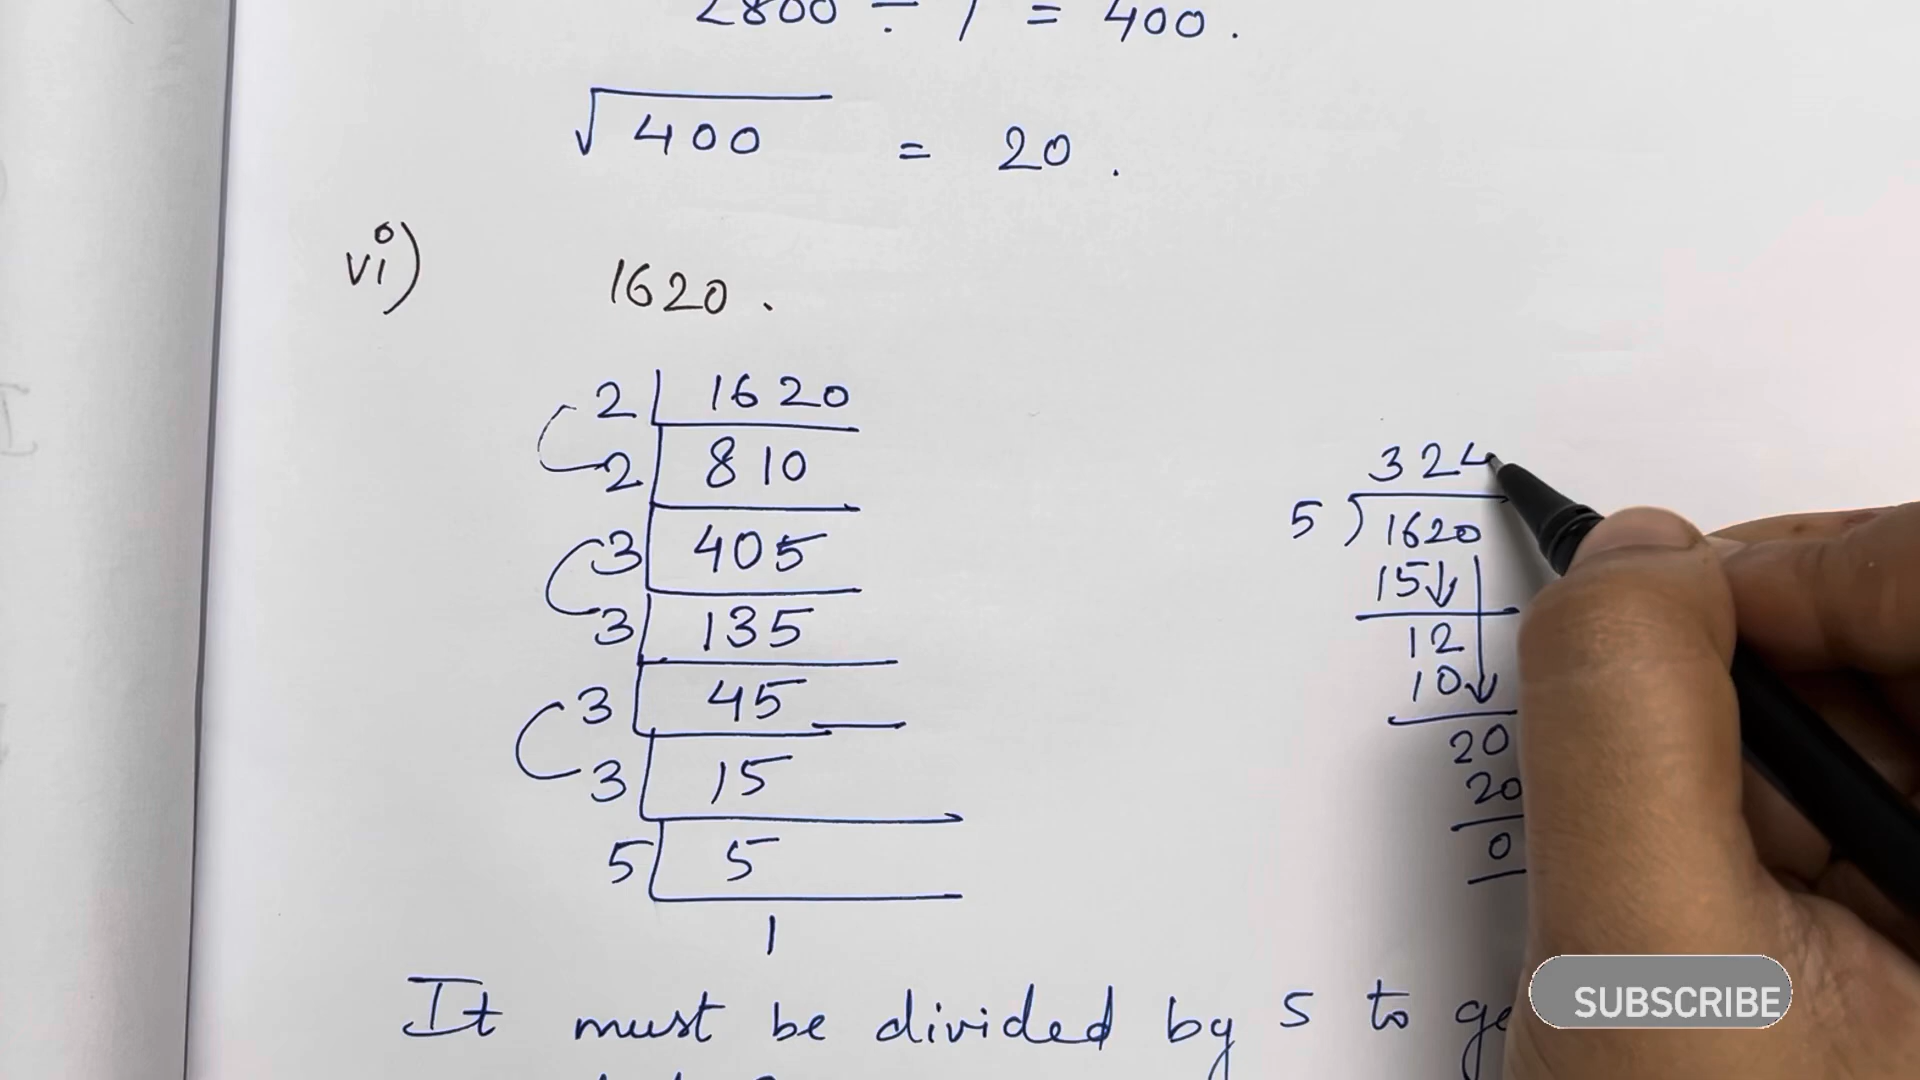 2800 ÷ 7 = 400 .
√400 = 20 .
vi) 1620 .
2 | 1620
2 | 810
3 | 405
3 | 135
3 | 45
3 | 15
5 | 5
1
324
5 ) 1620
15↓
12
10↓
20
20
0
It must be divided by 5 to
SUBSCRIBE